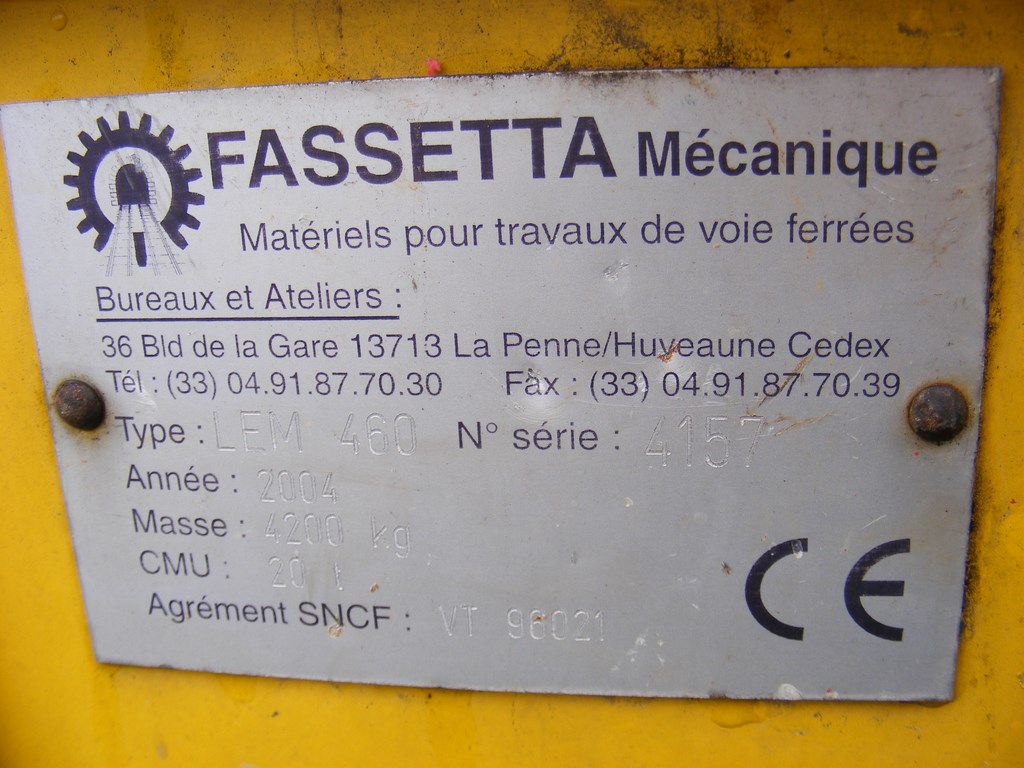 FASSETTA Mécanique
Matériels pour travaux de voie ferrées
Bureaux et Ateliers :
36 Bld de la Gare 13713 La Penne/Huveaune Cedex
Tél : (33) 04.91.87.70.30 Fax : (33) 04.91.87.70.39
Type : LEM 460 N° série : 4157
Année : 2004
Masse : 4200 kg
CMU : 20 t
Agrément SNCF : VT 96021
CE